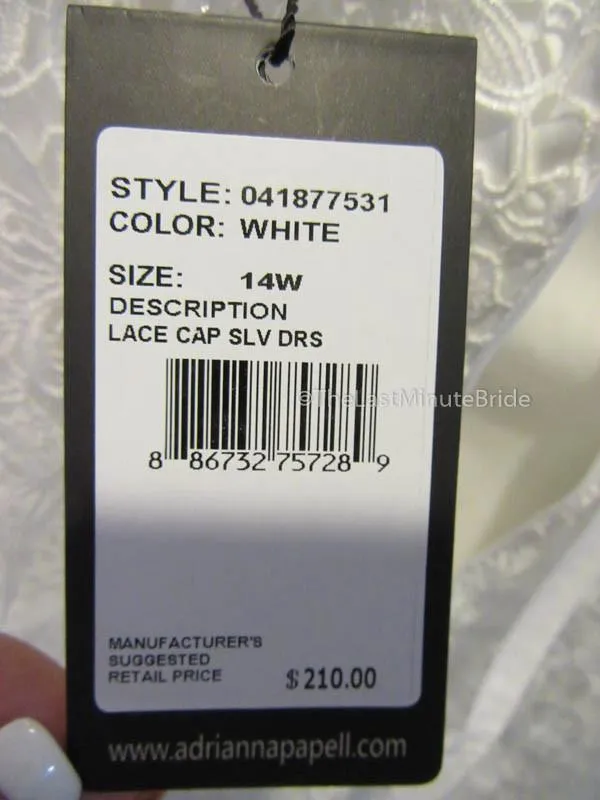 STYLE: 041877531
COLOR: WHITE
SIZE: 14W
DESCRIPTION
LACE CAP SLV DRS
©TheLastMinuteBride
8 86732 75728 9
MANUFACTURER'S
SUGGESTED
RETAIL PRICE $210.00
www.adriannapapell.com